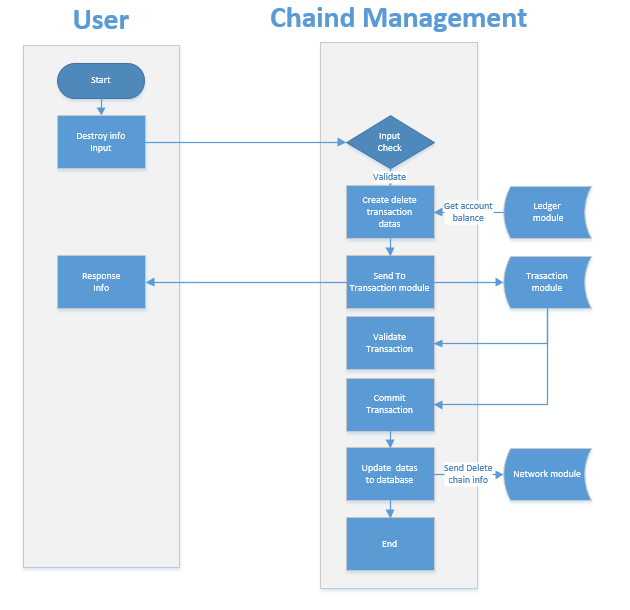 User
Chaind Management
Start
Destroy info
Input
Input
Check
Validate
Create delete
transaction
datas
Get account
balance
Ledger
module
Response
Info
Send To
Transaction module
Trasaction
module
Validate
Transaction
Commit
Transaction
Update datas
to database
Send Delete
chain info
Network module
End